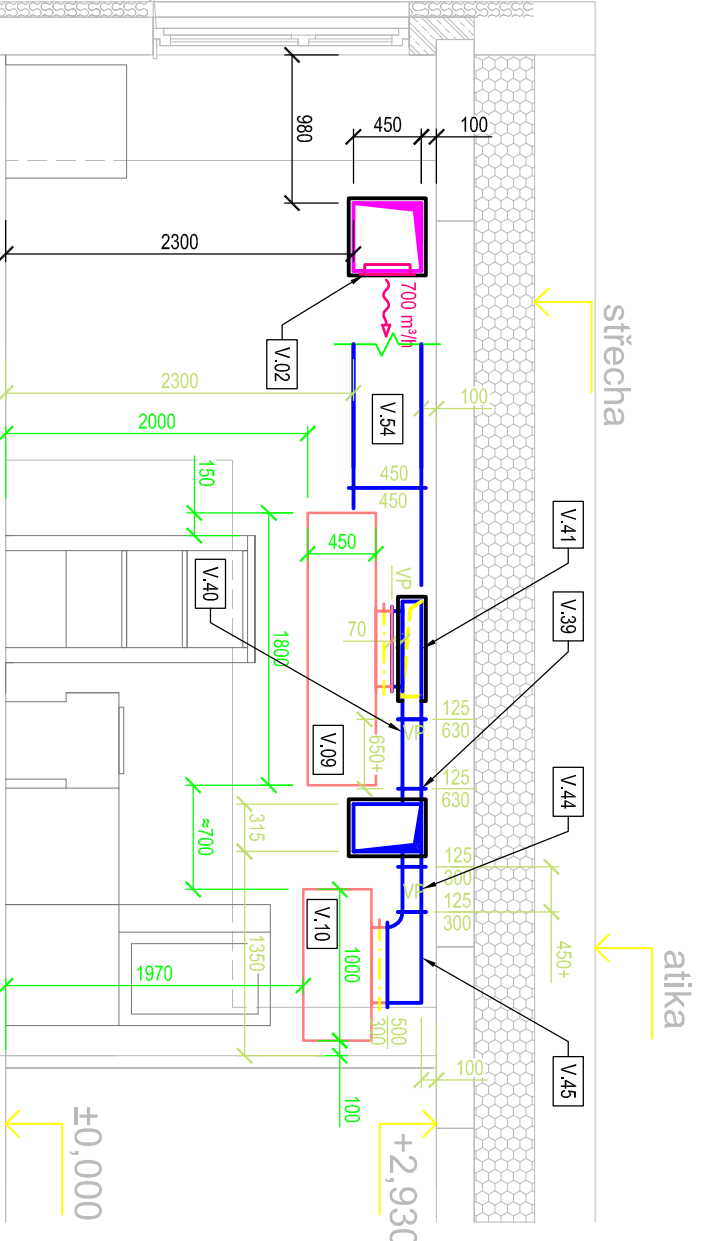 střecha
atika
±0,000
+2,930
980
450
100
2300
V.02
700 m³/h
2300
100
V.54
2000
150
450
450
450
V.41
V.39
V.40
VP
70
1800
V.09
650+
125
630
VP
125
630
V.44
315
≈700
125
300
VP
125
300
450+
V.10
1000
1350
1970
500
300
100
V.45
100